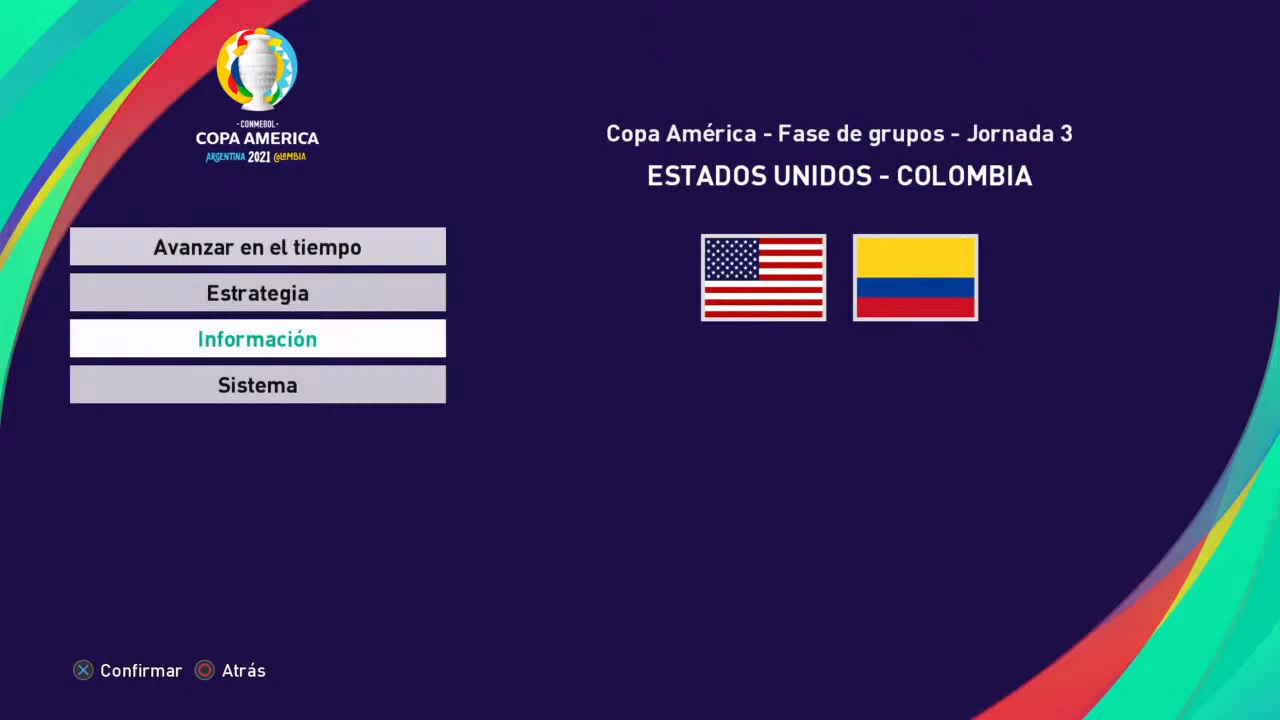 -CONMEBOL-
COPA AMÉRICA
ARGENTINA 2021 COLOMBIA
Copa América - Fase de grupos - Jornada 3
ESTADOS UNIDOS - COLOMBIA
Avanzar en el tiempo
Estrategia
Información
Sistema
Confirmar Atrás